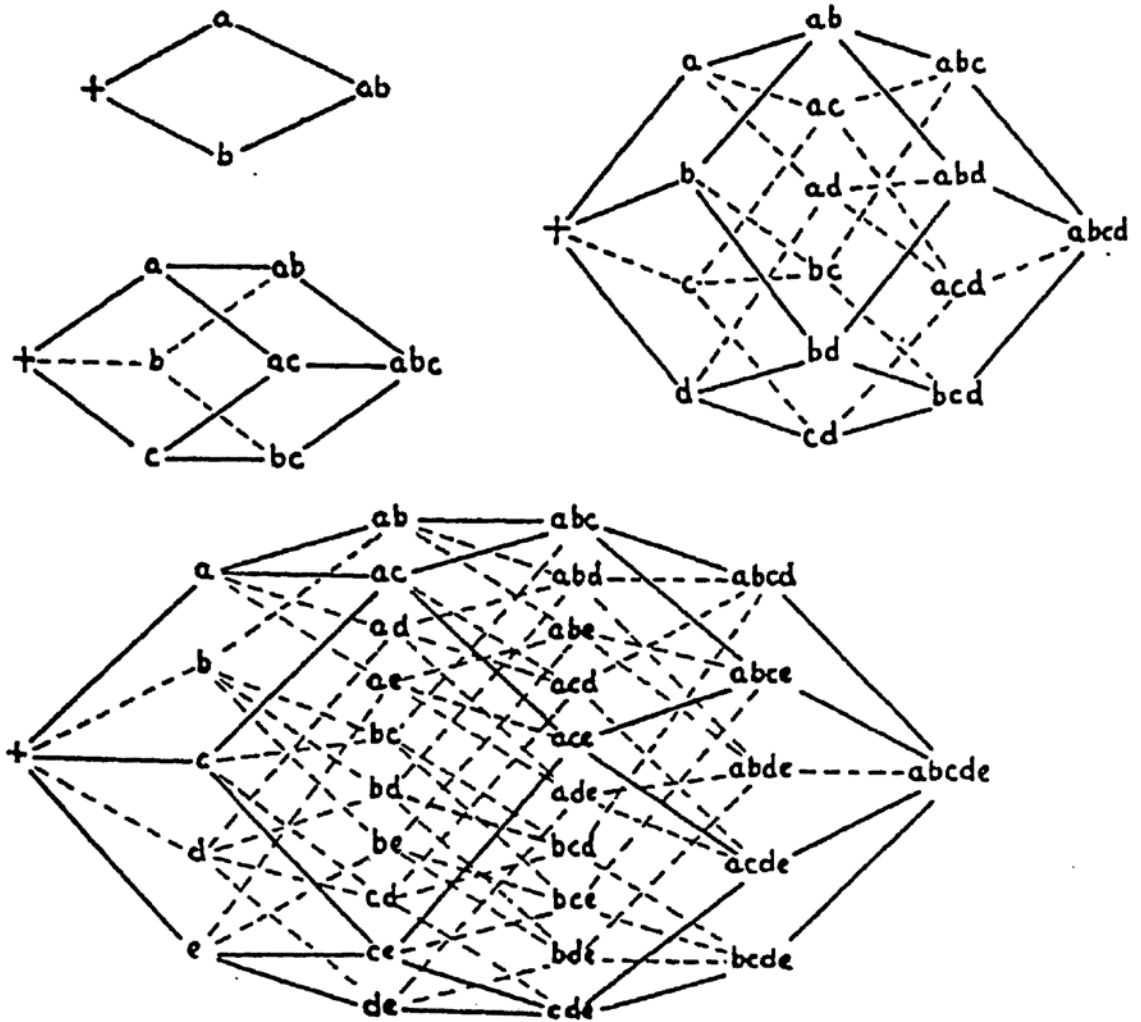 a
+ ab
b
a ab
+ b ac abc
c bc
ab
a abc
ac
b ad abd
+ abcd
c bc acd
bd
d bcd
cd
ab abc
a ac abd abcd
ad abe
b ae acd abce
+ c bc ace abcde
bd ade abde
d be bcd acde
cd bce
e ce bde bcde
de cde